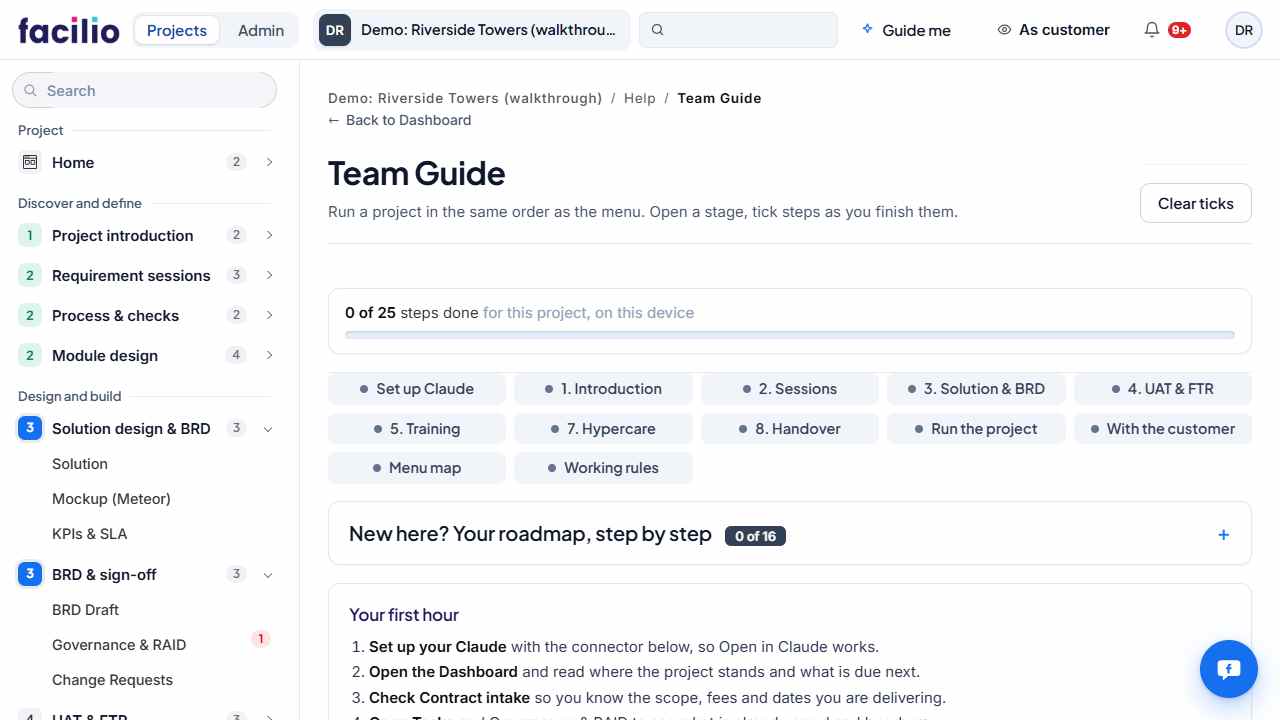 facilio
Projects
Admin
DR
Demo: Riverside Towers (walkthrou...
Guide me
As customer
9+
DR
Search
Project
Home 2
Discover and define
1 Project introduction 2
2 Requirement sessions 3
2 Process & checks 2
2 Module design 4
Design and build
3 Solution design & BRD 3
Solution
Mockup (Meteor)
KPIs & SLA
3 BRD & sign-off 3
BRD Draft
Governance & RAID 1
Change Requests
Demo: Riverside Towers (walkthrough) / Help / Team Guide
← Back to Dashboard
Team Guide
Run a project in the same order as the menu. Open a stage, tick steps as you finish them.
Clear ticks
0 of 25 steps done for this project, on this device
Set up Claude
1. Introduction
2. Sessions
3. Solution & BRD
4. UAT & FTR
5. Training
7. Hypercare
8. Handover
Run the project
With the customer
Menu map
Working rules
New here? Your roadmap, step by step 0 of 16 +
Your first hour
1. Set up your Claude with the connector below, so Open in Claude works.
2. Open the Dashboard and read where the project stands and what is due next.
3. Check Contract intake so you know the scope, fees and dates you are delivering.